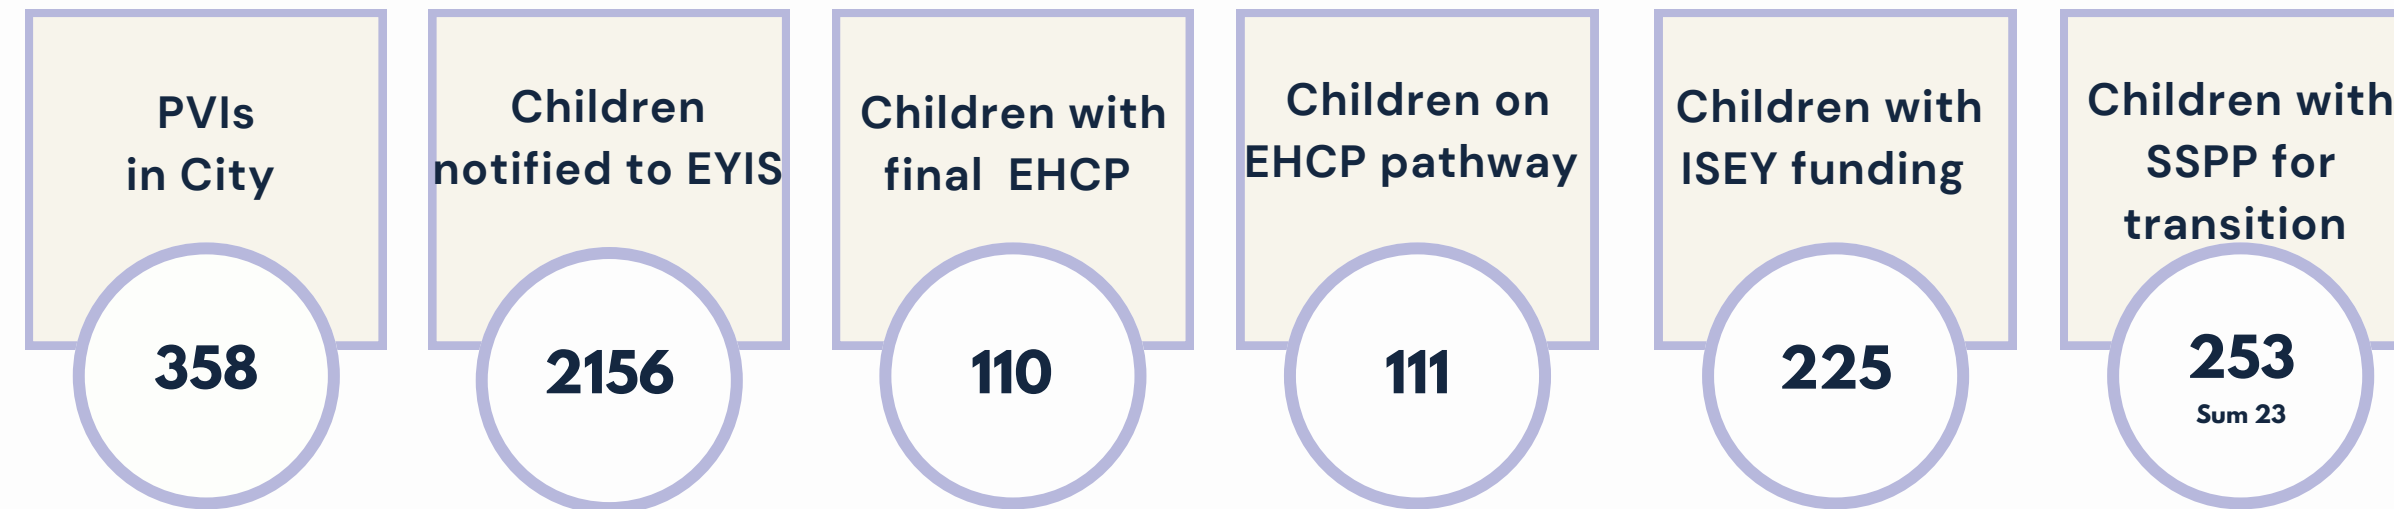 PVIs
in City
358
Children
notified to EYIS
2156
Children with
final  EHCP
110
Children on
EHCP pathway
111
Children with
ISEY funding
225
Children with
SSPP for
transition
253
Sum 23